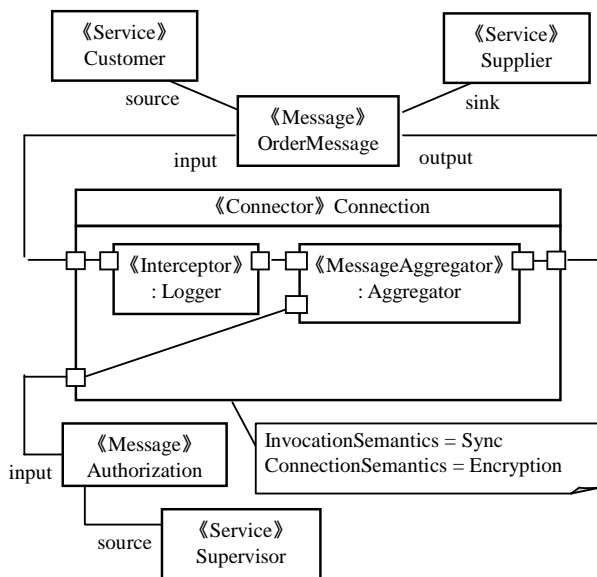 《Service》
Customer
《Service》
Supplier
source
sink
《Message》
OrderMessage
input
output
《Connector》Connection
《Interceptor》
: Logger
《MessageAggregator》
: Aggregator
InvocationSemantics = Sync
ConnectionSemantics = Encryption
《Message》
Authorization
input
source
《Service》
Supervisor